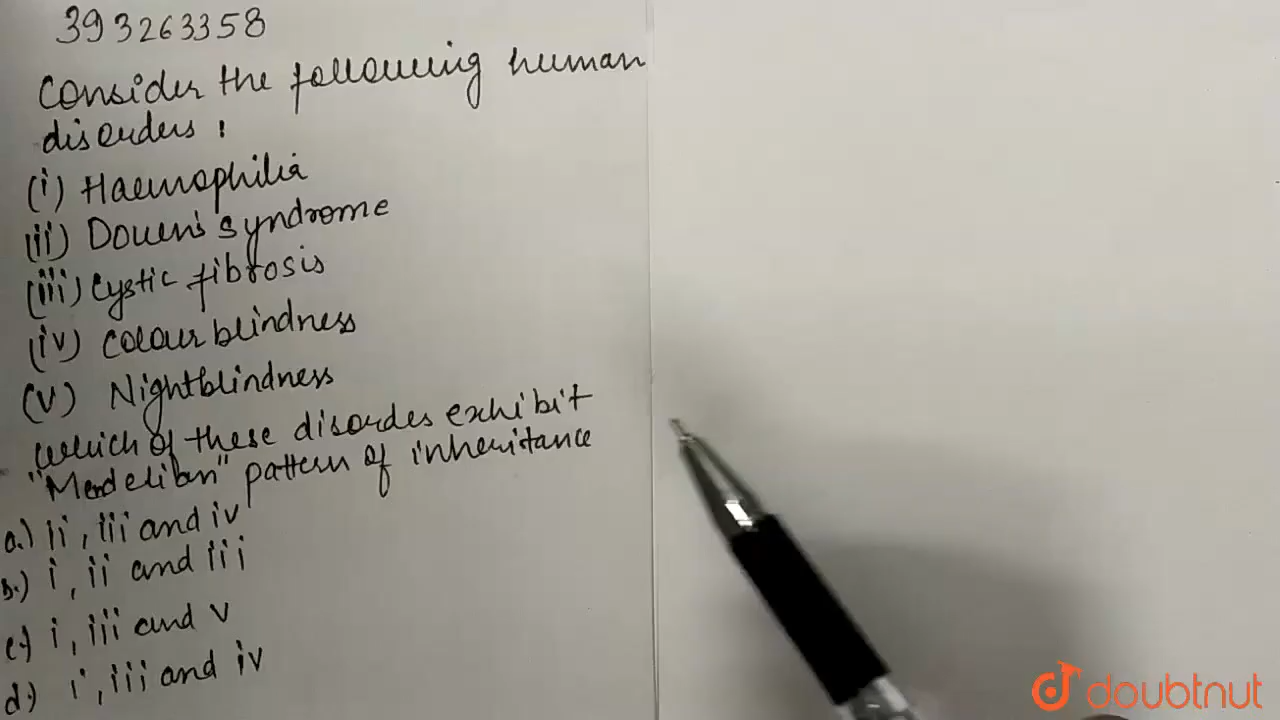 393263358
Consider the following human
disorders :
(i) Haemophilia
(ii) Down's syndrome
(iii) Cystic fibrosis
(iv) Colour blindness
(v) Nightblindness
which of these disordes exhibit
"Mendelian" pattern of inheritance
a.) ii, iii and iv
b.) i, ii and iii
c.) i, iii and v
d.) i, iii and iv
doubtnut